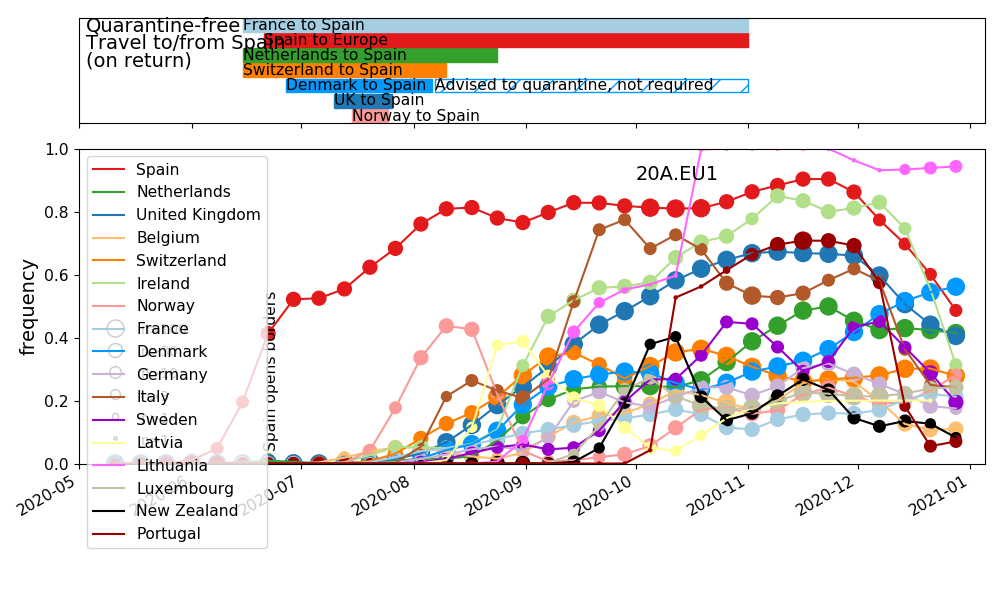 Quarantine-free
Travel to/from Spain
(on return)
France to Spain
Spain to Europe
Netherlands to Spain
Switzerland to Spain
Denmark to Spain
Advised to quarantine, not required
UK to Spain
Norway to Spain
1.0
0.8
0.6
0.4
0.2
0.0
frequency
20A.EU1
Spain opens borders
Spain
Netherlands
United Kingdom
Belgium
Switzerland
Ireland
Norway
France
Denmark
Germany
Italy
Sweden
Latvia
Lithuania
Luxembourg
New Zealand
Portugal
2020-05
2020-06
2020-07
2020-08
2020-09
2020-10
2020-11
2020-12
2021-01